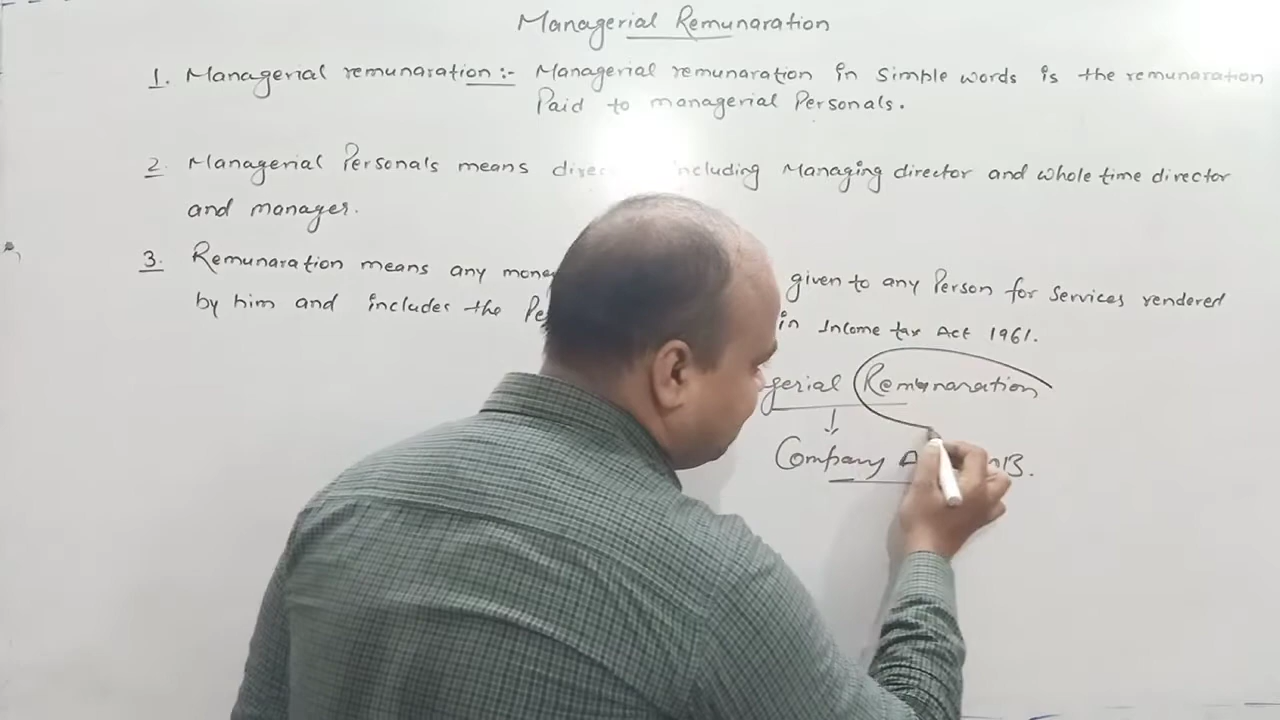 Managerial Remunaration
1. Managerial remunaration :- Managerial remunaration in simple words is the remunaration
Paid to managerial Personals.
2. Managerial Personals means including Managing director and whole time director
and manager.
3. Remunaration means any given to any Person for Services rendered
by him and includes the in Income tax Act 1961.
Remunaration
Company